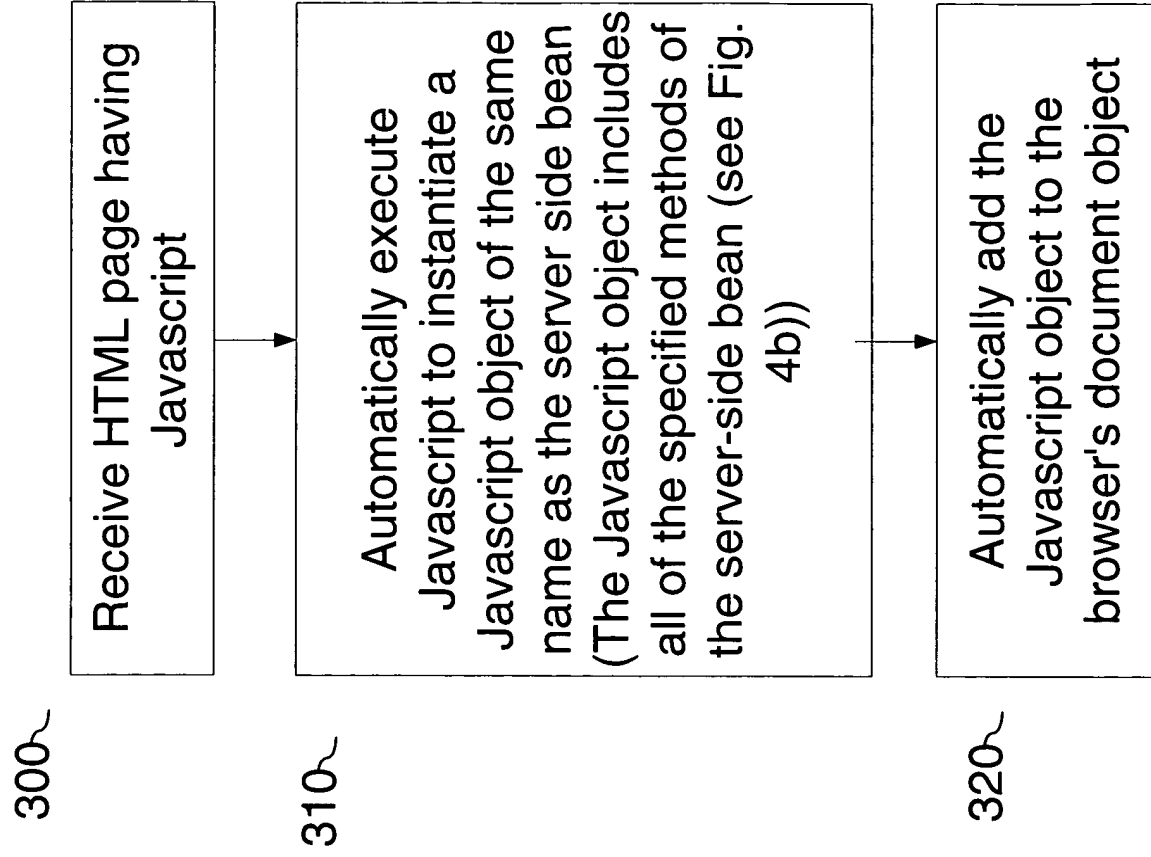 300
Receive HTML page having
Javascript
310
Automatically execute
Javascript to instantiate a
Javascript object of the same
name as the server side bean
(The Javascript object includes
all of the specified methods of
the server-side bean (see Fig.
4b))
320
Automatically add the
Javascript object to the
browser's document object